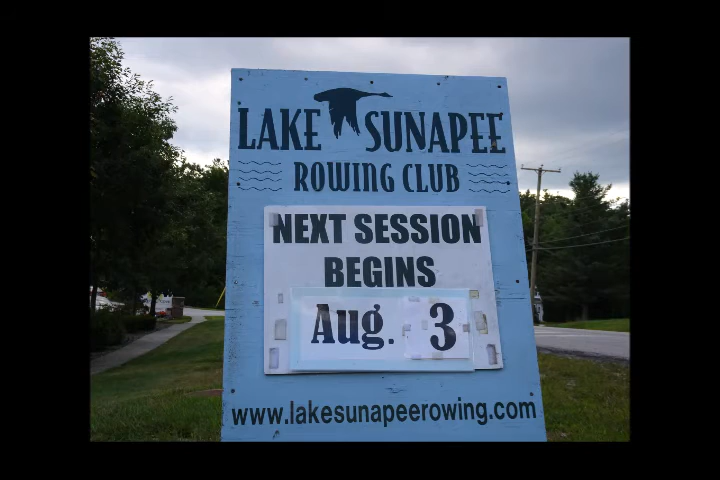 LAKE SUNAPEE
ROWING CLUB
NEXT SESSION
BEGINS
Aug. 3
www.lakesunapeerowing.com